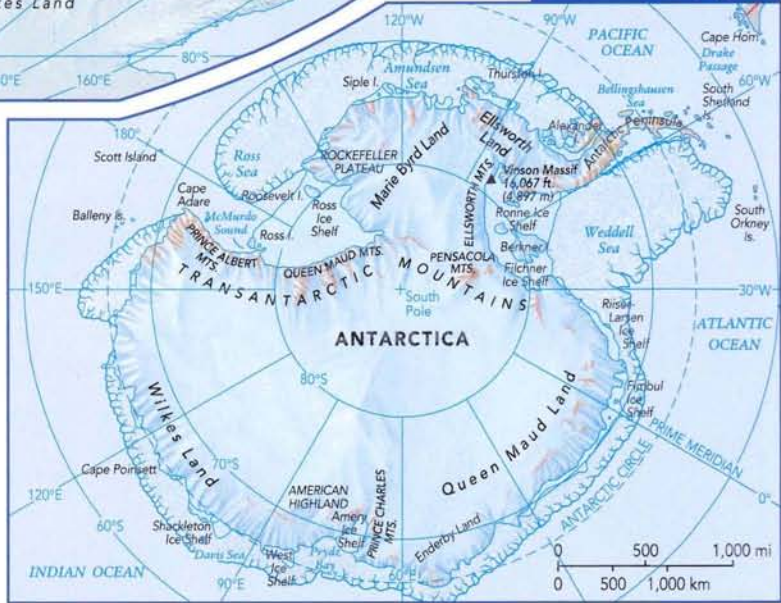 kes Land
80°S
0°E
160°E
120°W
90°W
PACIFIC
OCEAN
Cape Horn
Drake
Passage
60°W
Amundsen
Sea
Siple I.
Thurston I.
Bellingshausen
Sea
South
Shetland
Is.
180°
Scott Island
Ross
Sea
ROCKEFELLER
PLATEAU
Marie Byrd Land
Ellsworth
Land
Alexander
Antarctic
Peninsula
Vinson Massif
16,067 ft.
(4,897 m)
ELLSWORTH MTS.
Cape
Adare
Roosevelt I.
Ross
Ice
Shelf
Ronne Ice
Shelf
Weddell
Sea
South
Orkney
Is.
Balleny Is.
McMurdo
Sound
Ross I.
Berkner I.
PRINCE ALBERT
MTS.
QUEEN MAUD MTS.
PENSACOLA
MTS.
Filchner
Ice Shelf
TRANSANTARCTIC MOUNTAINS
150°E
South
Pole
30°W
Riiser-
Larsen
Ice
Shelf
ATLANTIC
OCEAN
ANTARCTICA
80°S
Fimbul
Ice
Shelf
Wilkes Land
Queen Maud Land
PRIME MERIDIAN
0°
ANTARCTIC CIRCLE
70°S
Cape Poinsett
120°E
60°S
AMERICAN
HIGHLAND
Amery
Ice
Shelf
PRINCE CHARLES
MTS.
Enderby Land
Shackleton
Ice Shelf
Davis Sea
West
Ice
Shelf
Prydz
Bay
INDIAN OCEAN
90°E
60°E
0 500 1,000 mi
0 500 1,000 km